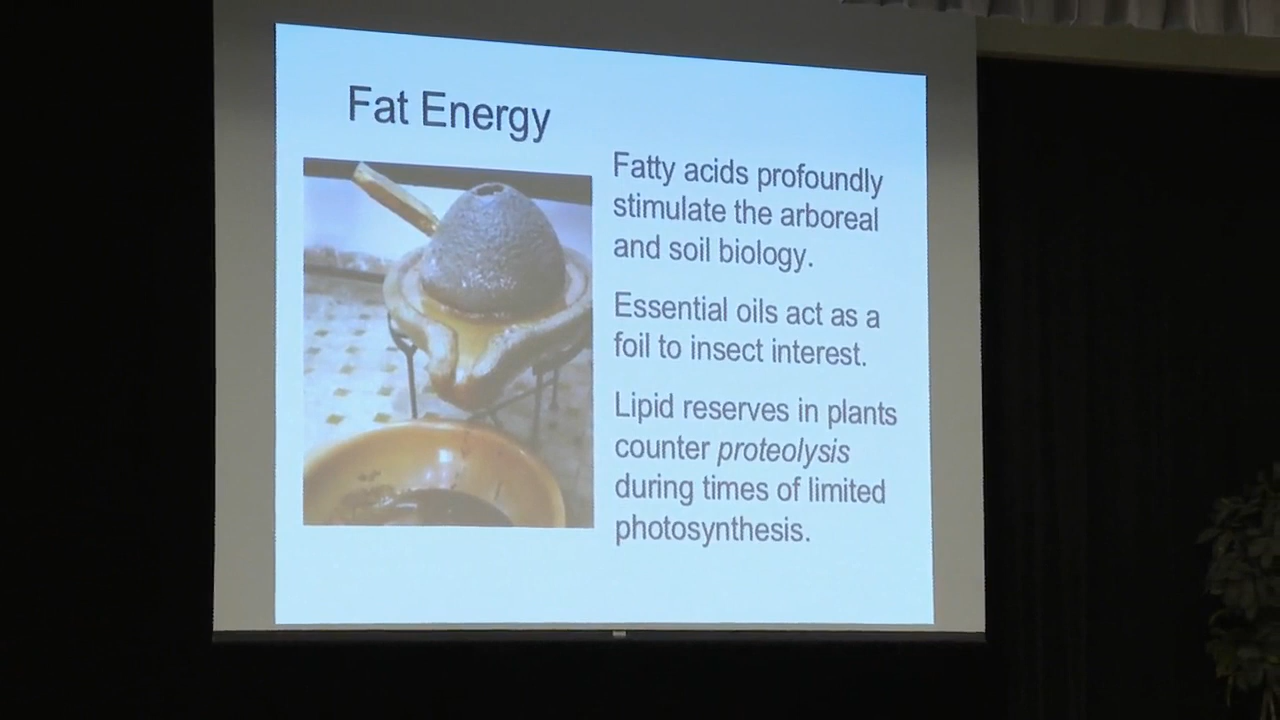 Fat Energy
Fatty acids profoundly
stimulate the arboreal
and soil biology.
Essential oils act as a
foil to insect interest.
Lipid reserves in plants
counter proteolysis
during times of limited
photosynthesis.